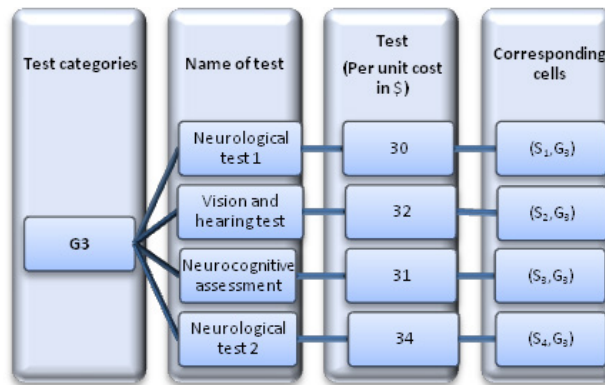 Test categories
Name of test
Test
(Per unit cost
in $)
Corresponding
cells
G3
Neurological
test 1
30
(S₁,G₃)
Vision and
hearing test
32
(S₂,G₃)
Neurocognitive
assessment
31
(S₃,G₃)
Neurological
test 2
34
(S₄,G₃)